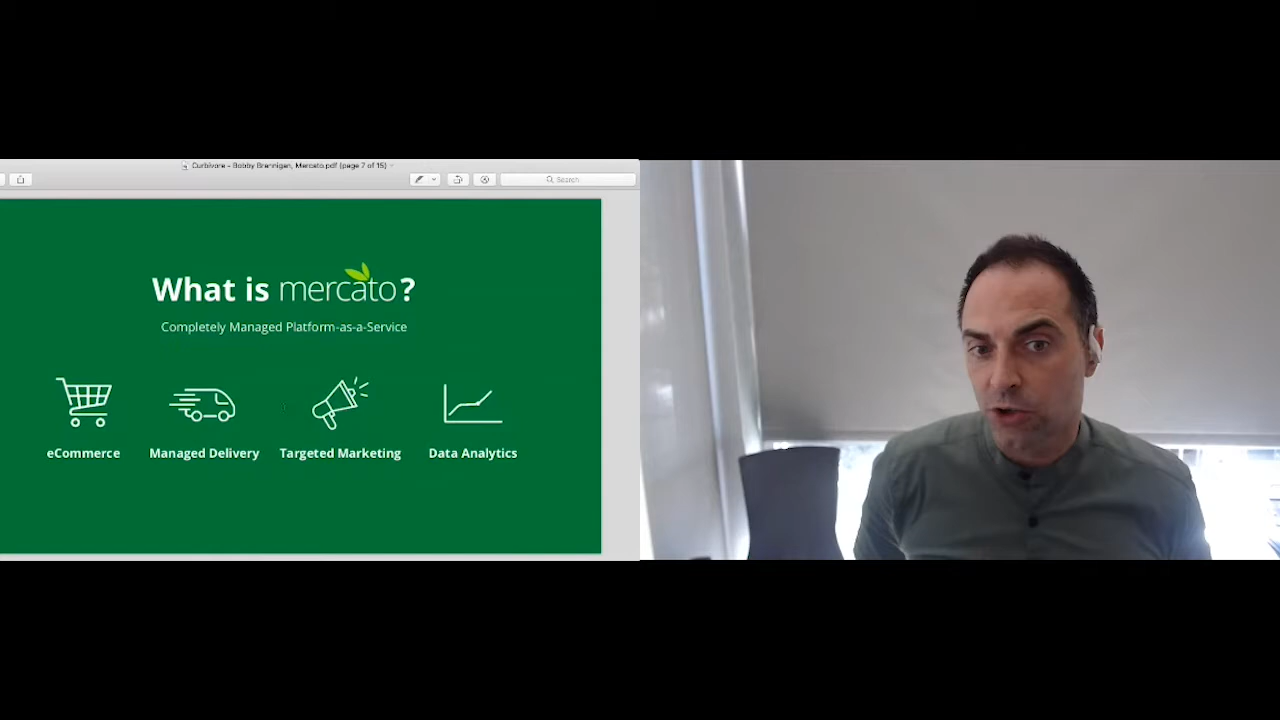 Curbivore - Bobby Brannigan, Mercato.pdf (page 7 of 15)
Search
What is mercato?
Completely Managed Platform-as-a-Service
eCommerce
Managed Delivery
Targeted Marketing
Data Analytics